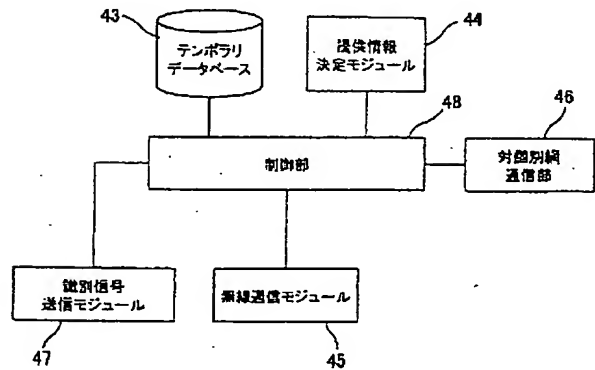 43
テンポラリ
データベース
44
提供情報
決定モジュール
48
制御部
46
対個別網
通信部
識別信号
送信モジュール
47
無線通信モジュール
45